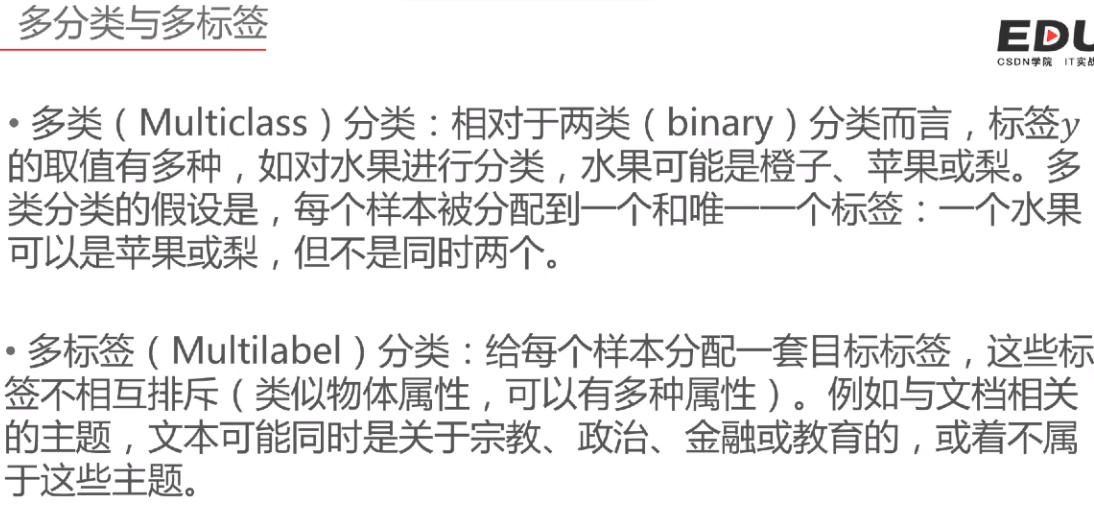 多分类与多标签
EDU
CSDN学院 IT实战
• 多类（Multiclass）分类：相对于两类（binary）分类而言，标签y
的取值有多种，如对水果进行分类，水果可能是橙子、苹果或梨。多
类分类的假设是，每个样本被分配到一个和唯一一个标签：一个水果
可以是苹果或梨，但不是同时两个。
• 多标签（Multilabel）分类：给每个样本分配一套目标标签，这些标
签不相互排斥（类似物体属性，可以有多种属性）。例如与文档相关
的主题，文本可能同时是关于宗教、政治、金融或教育的，或着不属
于这些主题。